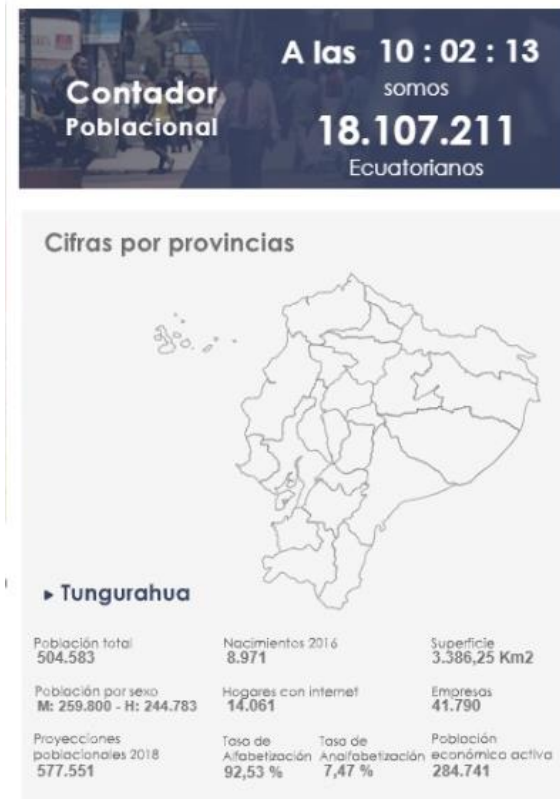 Contador
Poblacional
A las 10 : 02 : 13
somos
18.107.211
Ecuatorianos
Cifras por provincias
▸ Tungurahua
Población total
504.583
Nacimientos 2016
8.971
Superficie
3.386,25 Km2
Población por sexo
M: 259.800 - H: 244.783
Hogares con internet
14.061
Empresas
41.790
Proyecciones
poblacionales 2018
577.551
Tasa de
Alfabetización
92,53 %
Tasa de
Analfabetización
7,47 %
Población
económica activa
284.741